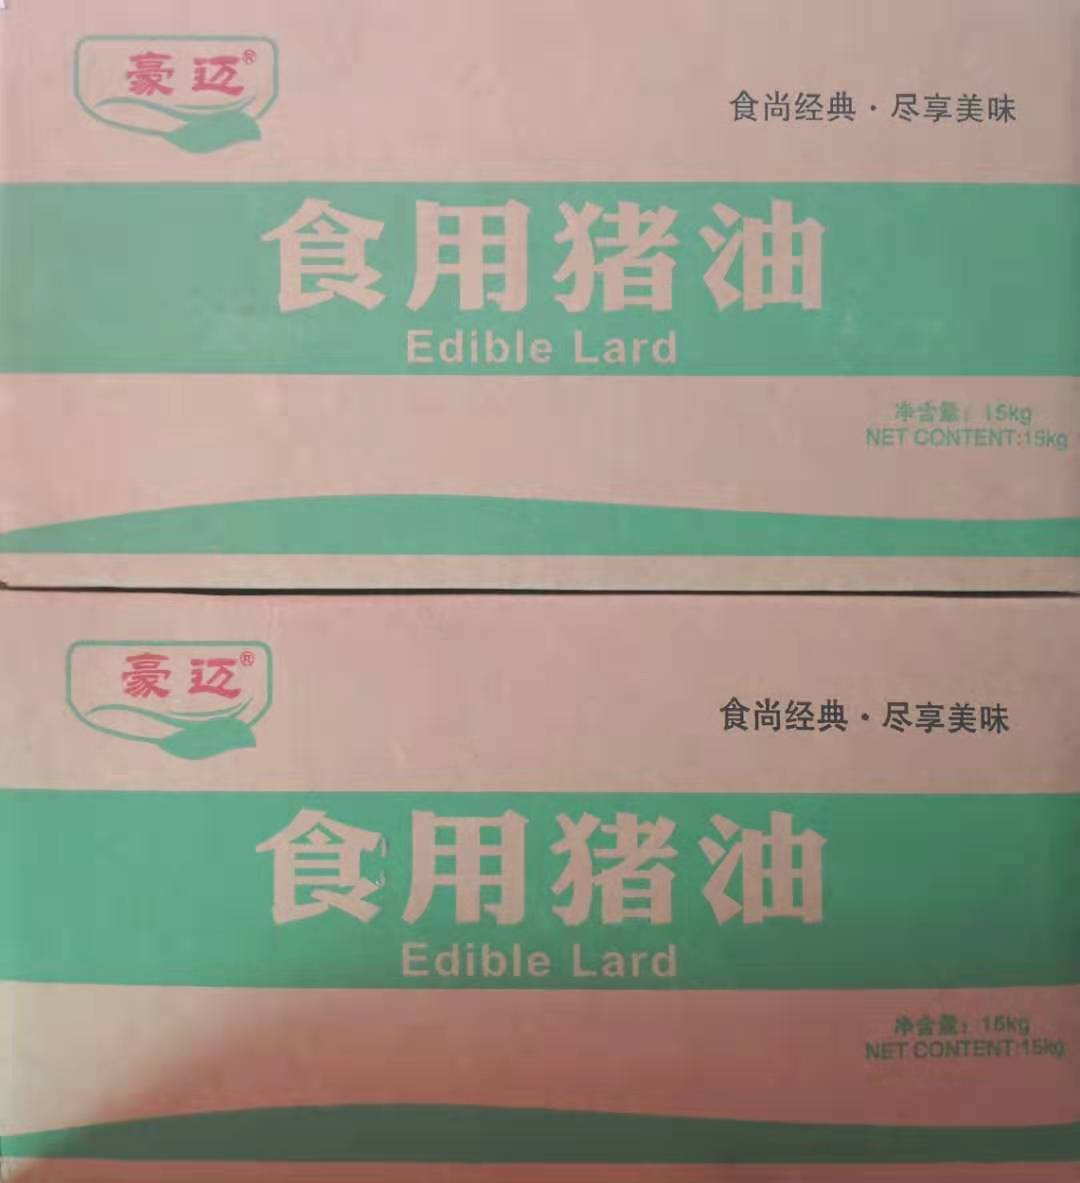 豪迈®
食尚经典·尽享美味
食用猪油
Edible Lard
净含量：15kg
NET CONTENT:15kg
豪迈®
食尚经典·尽享美味
食用猪油
Edible Lard
净含量：15kg
NET CONTENT:15kg